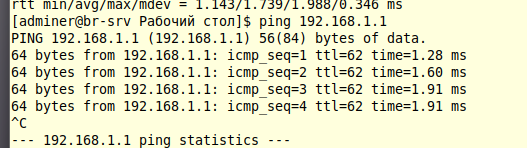 rtt min/avg/max/mdev = 1.143/1.739/1.988/0.346 ms
[adminer@br-srv Рабочий стол]$ ping 192.168.1.1
PING 192.168.1.1 (192.168.1.1) 56(84) bytes of data.
64 bytes from 192.168.1.1: icmp_seq=1 ttl=62 time=1.28 ms
64 bytes from 192.168.1.1: icmp_seq=2 ttl=62 time=1.60 ms
64 bytes from 192.168.1.1: icmp_seq=3 ttl=62 time=1.91 ms
64 bytes from 192.168.1.1: icmp_seq=4 ttl=62 time=1.91 ms
^C
--- 192.168.1.1 ping statistics ---